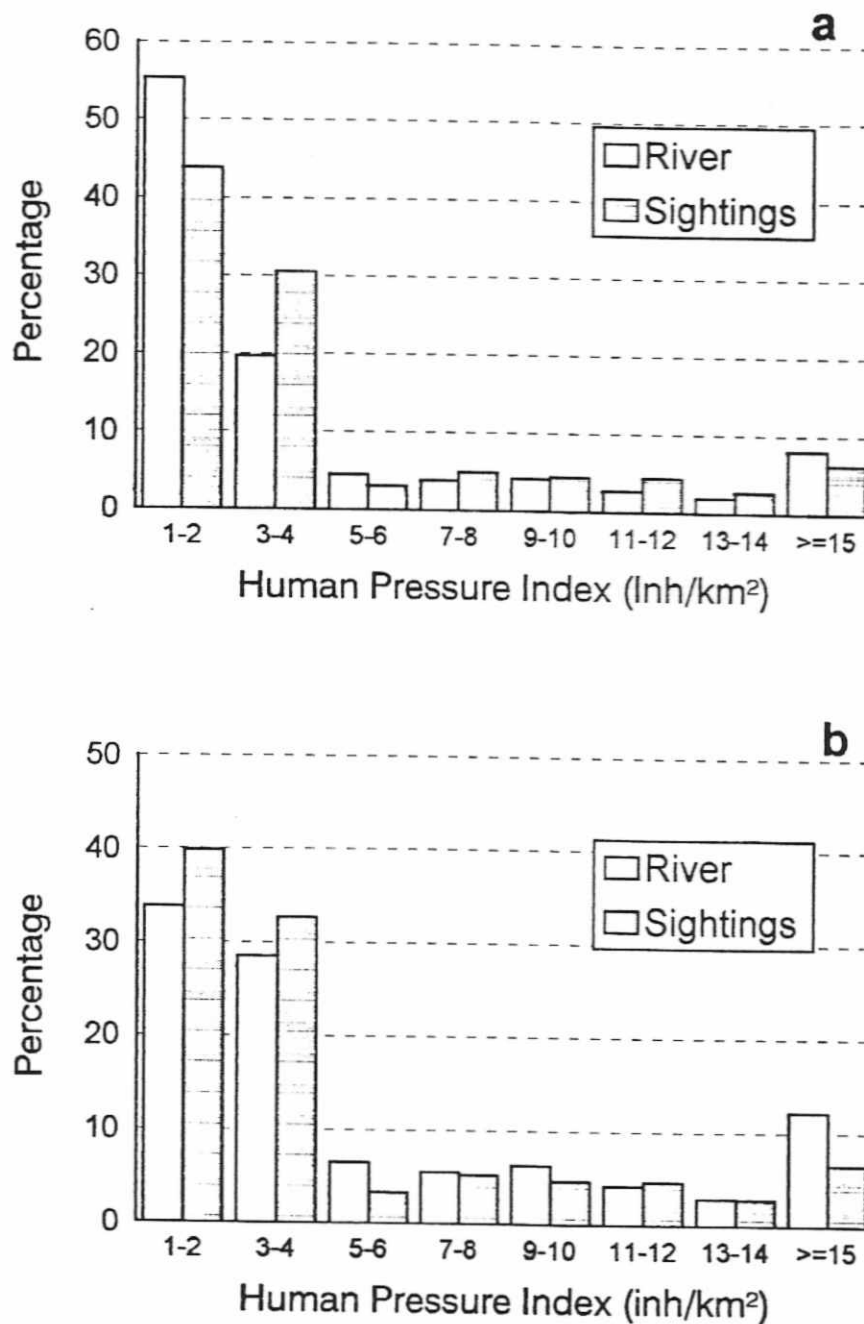 a
60
50
40
30
20
10
0
Percentage
River
Sightings
1-2 3-4 5-6 7-8 9-10 11-12 13-14 >=15
Human Pressure Index (Inh/km²)
b
50
40
30
20
10
0
Percentage
River
Sightings
1-2 3-4 5-6 7-8 9-10 11-12 13-14 >=15
Human Pressure Index (inh/km²)